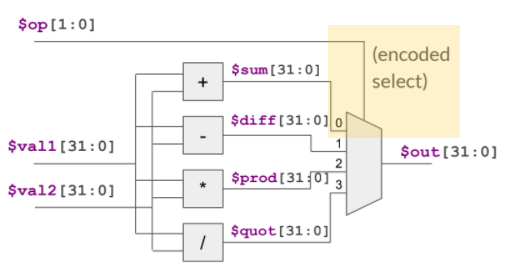 $op[1:0]
(encoded
select)
$sum[31:0]
+
$diff[31:0]
0
-
1
$val1[31:0]
$out[31:0]
2
$prod[31:0]
3
$val2[31:0]
*
$quot[31:0]
/